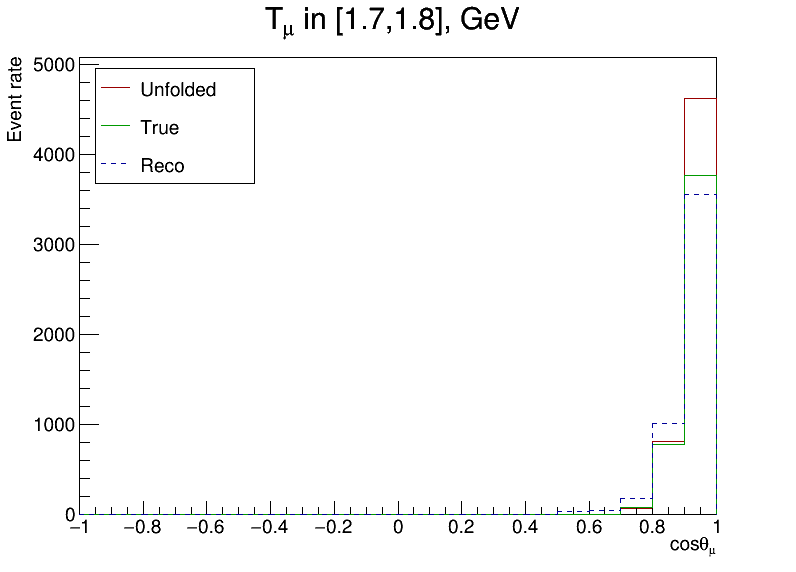 Tμ in [1.7,1.8], GeV
Event rate
5000
4000
3000
2000
1000
0
Unfolded
True
Reco
−1 −0.8 −0.6 −0.4 −0.2 0 0.2 0.4 0.6 0.8 1
cosθμ